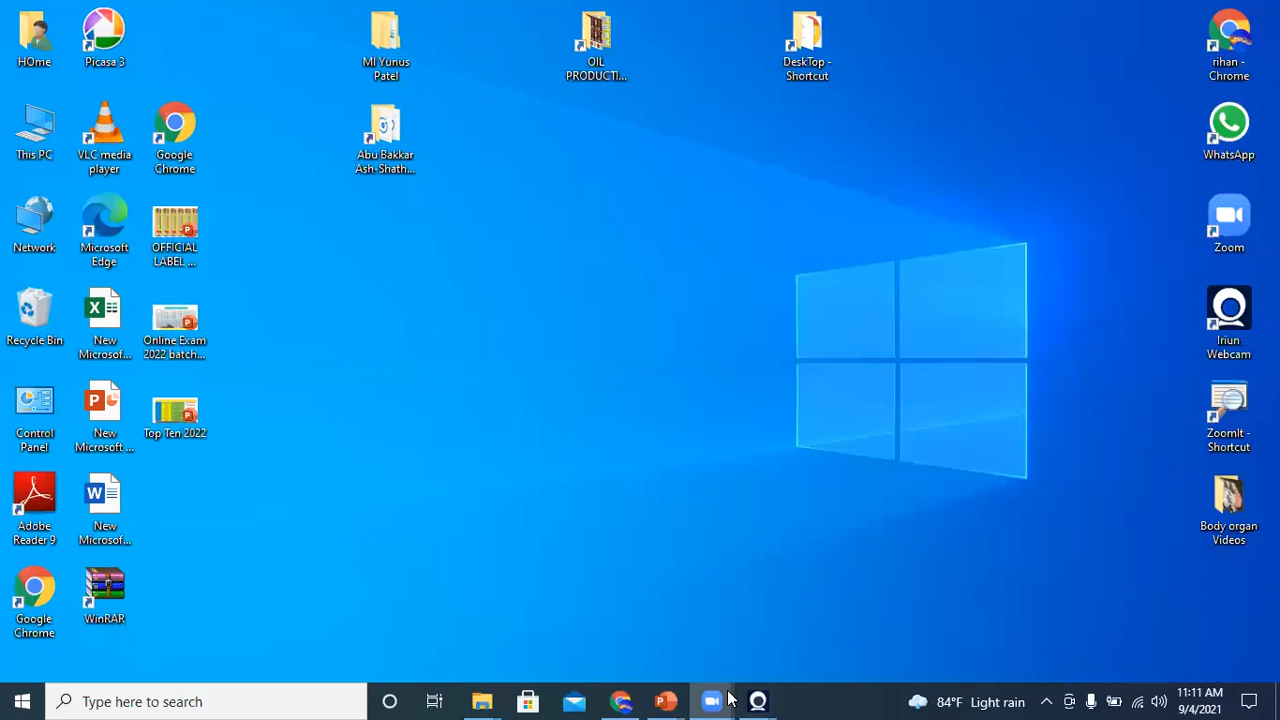 HOme
Picasa 3
MI Yunus
Patel
OIL
PRODUCTI...
DeskTop -
Shortcut
rihan -
Chrome
This PC
VLC media
player
Google
Chrome
Abu Bakkar
Ash-Shath...
WhatsApp
Network
Microsoft
Edge
OFFICIAL
LABEL ...
Zoom
Recycle Bin
New
Microsof...
Online Exam
2022 batch...
Iriun
Webcam
Control
Panel
New
Microsoft ...
Top Ten 2022
ZoomIt -
Shortcut
Adobe
Reader 9
New
Microsof...
Body organ
Videos
Google
Chrome
WinRAR
Type here to search
84°F Light rain
11:11 AM
9/4/2021